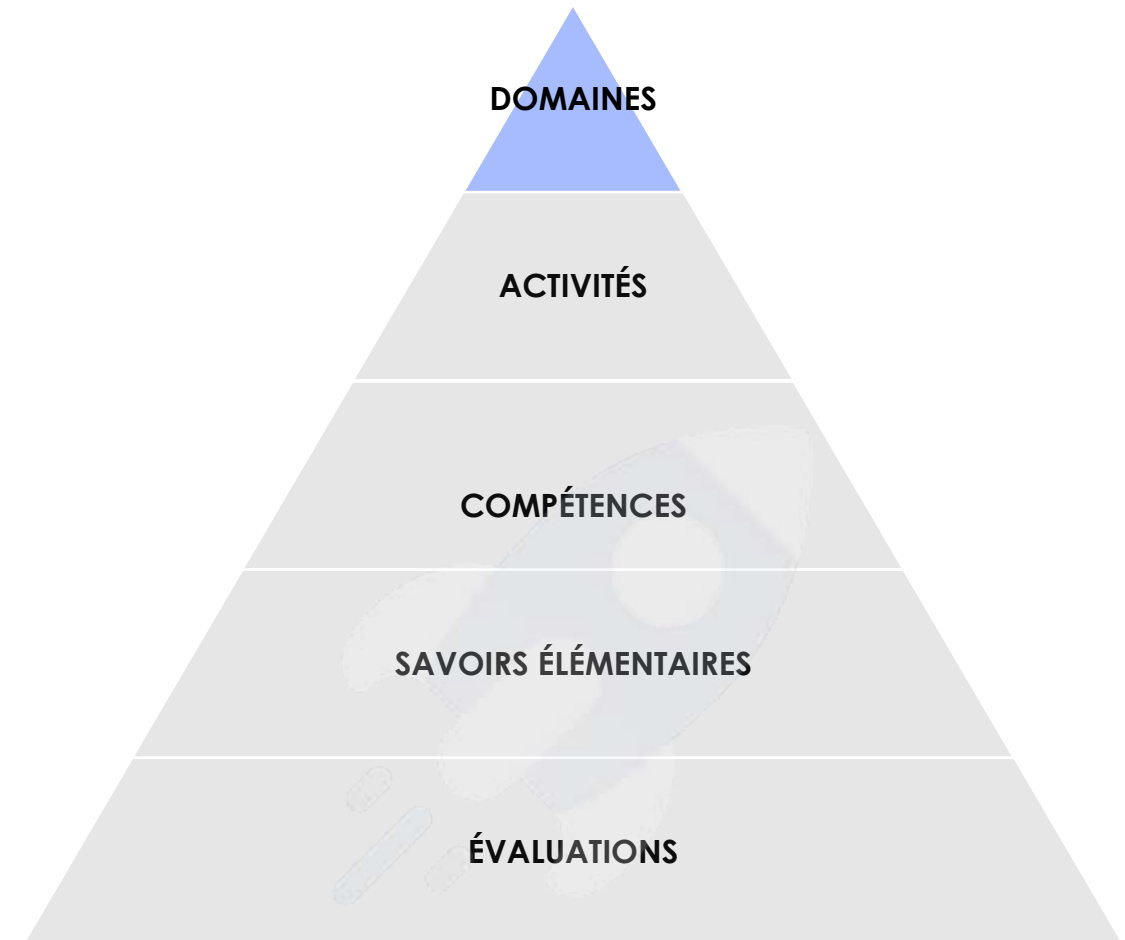 DOMAINES
ACTIVITÉS
COMPÉTENCES
SAVOIRS ÉLÉMENTAIRES
ÉVALUATIONS